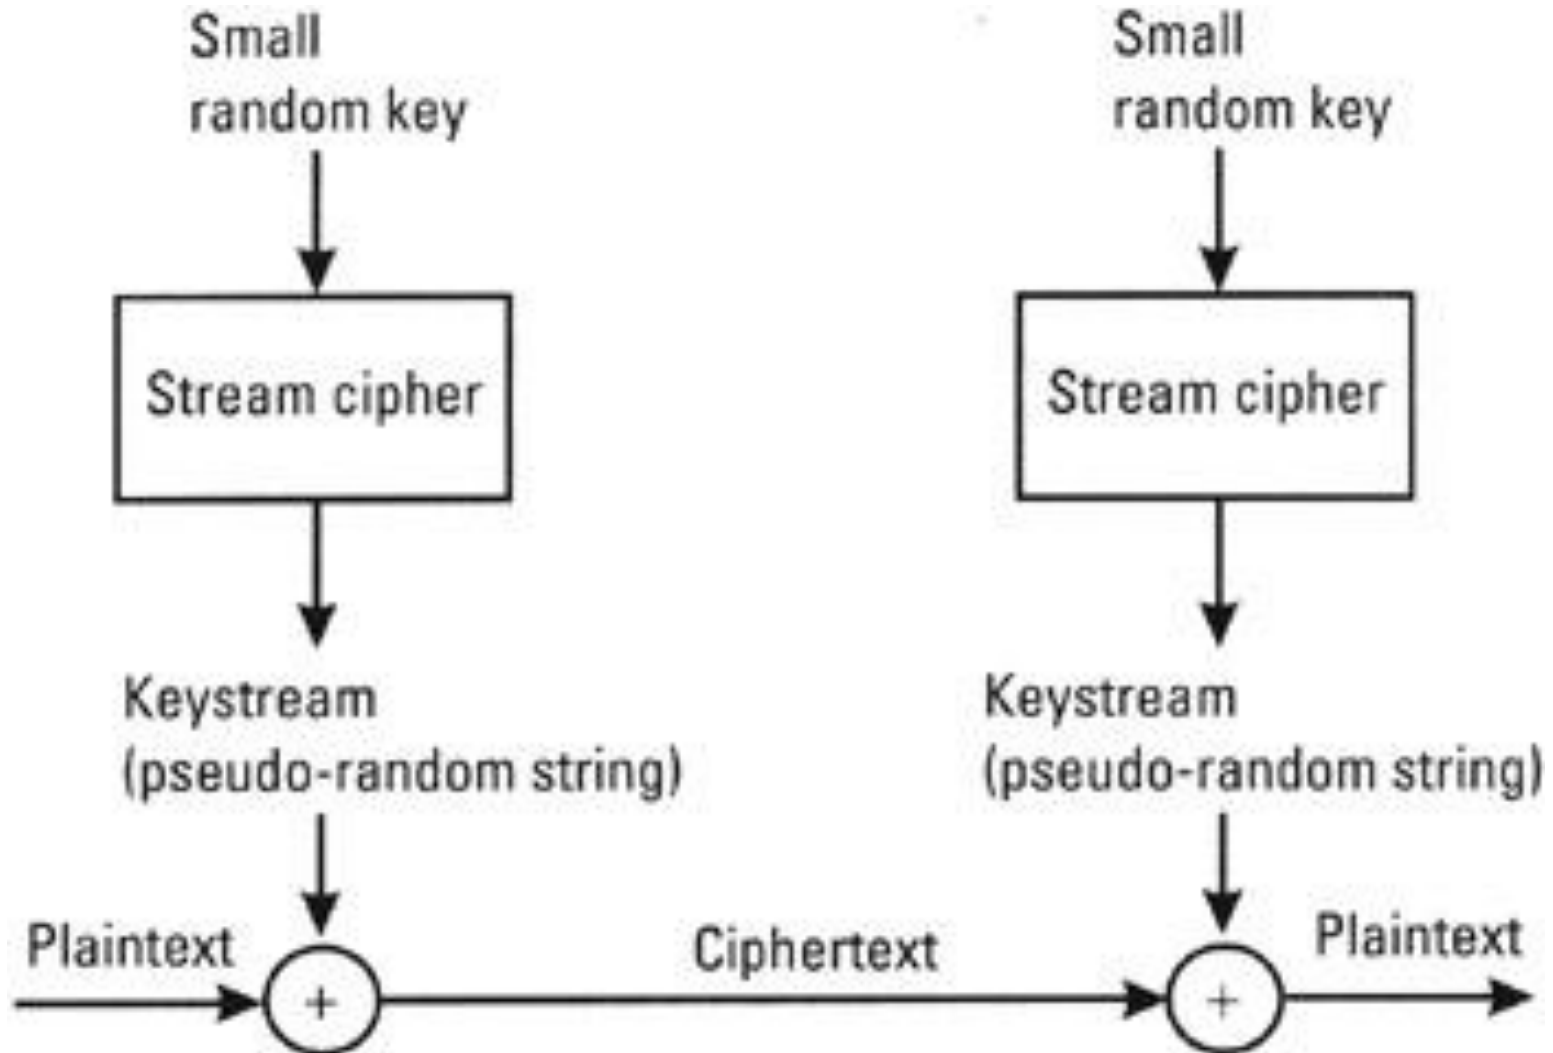 Small
random key
Small
random key
Stream cipher
Stream cipher
Keystream
(pseudo-random string)
Keystream
(pseudo-random string)
Plaintext
+
Ciphertext
+
Plaintext